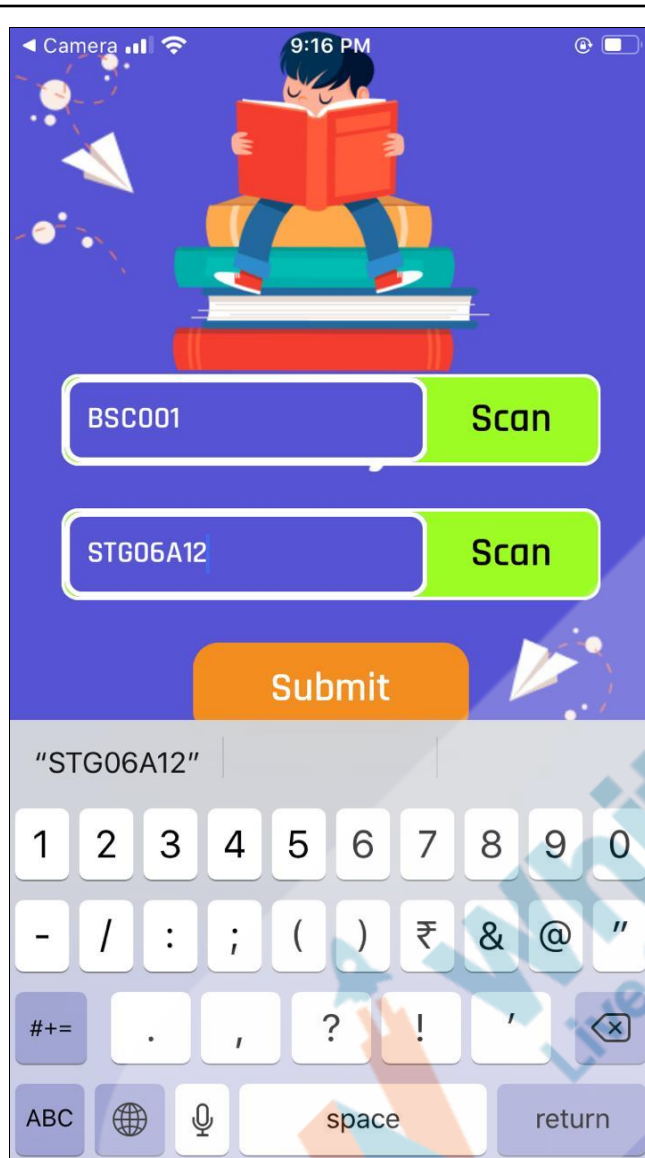 ◀ Camera 9:16 PM
BSC001 Scan
STG06A12 Scan
Submit
“STG06A12”
1 2 3 4 5 6 7 8 9 0
- / : ; ( ) ₹ & @ "
#+= . , ? ! '
ABC space return
Live